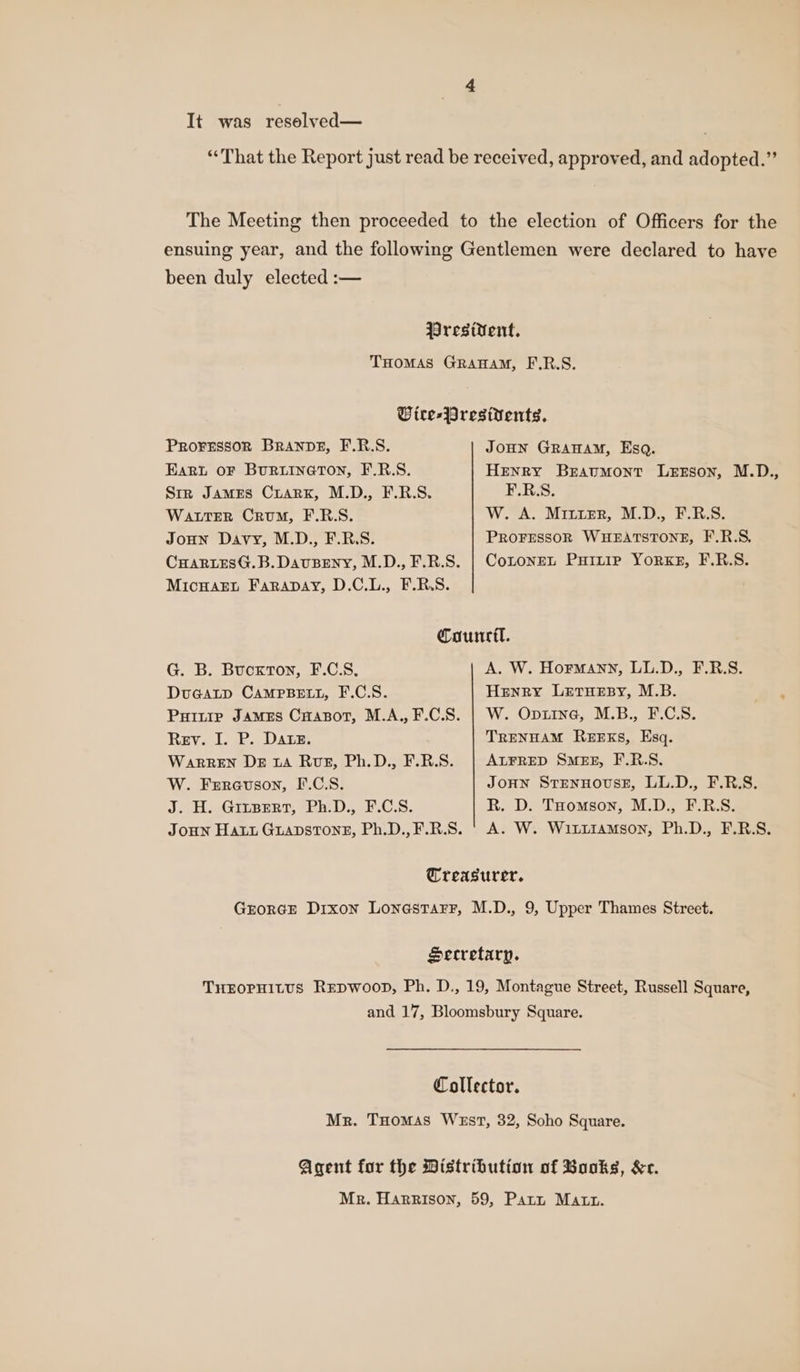 4
It was resolved—
“That the Report just read be received, approved, and adopted.”
The Meeting then proceeded to the election of Officers for the
ensuing year, and the following Gentlemen were declared to have
been duly elected :—
President.
Thomas Graham, F.R.S.
Vice-Presidents.
Professor Brande, F.R.S.
Earl of Burlington, F.R.S.
Sir James Clark, M.D., F.R.S.
Walter Crum, F.R.S.
John Davy, M.D., F.R.S.
Charles G. B. Daubeny, M.D., F.R.S.
Michael Faraday, D.C.L., F.R.S.
John Graham, Esq.
Henry Beaumont Leeson, M.D.,
F.R.S.
W. A. Miller, M.D., F.R.S.
Professor Wheatstone, F.R.S.
Colonel Philip Yorke, F.R.S.
Council.
G. B. Buckton, F.C.S.
Dugald Campbell, F.C.S.
Philip James Chabot, M.A., F.C.S.
Rev. I. P. Dale.
Warren De la Rue, Ph.D., F.R.S.
W. Ferguson, F.C.S.
J. H. Gilbert, Ph.D., F.C.S.
John Hall Gladstone, Ph.D., F.R.S.
A. W. Hofmann, LL.D., F.R.S.
Henry Letheby, M.B.
W. Odling, M.B., F.C.S.
Trenham Reeks, Esq.
Alfred Smee, F.R.S.
John Stenhouse, LL.D., F.R.S.
R. D. Thomson, M.D., F.R.S.
A. W. Williamson, Ph.D., F.R.S.
Treasurer.
George Dixon Longstaff, M.D., 9, Upper Thames Street.
Secretary.
Theophilus Redwood, Ph. D., 19, Montague Street, Russell Square,
and 17, Bloomsbury Square.
Collector.
Mr. Thomas West, 32, Soho Square.
Agent for the Distribution of Books, &c.
Mr. Harrison, 59, Pall Mall.